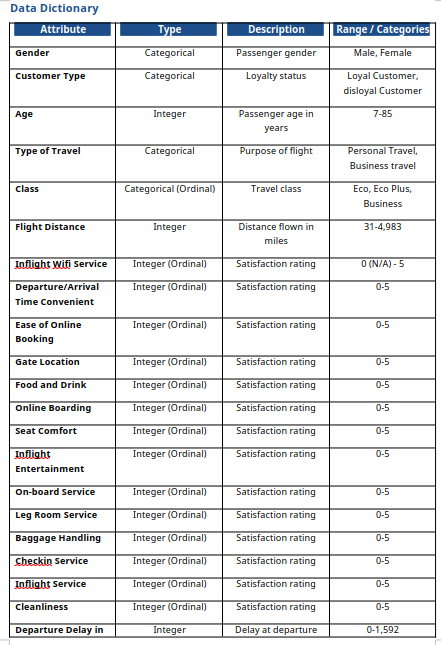 Data Dictionary
Attribute Type Description Range / Categories
Gender Categorical Passenger gender Male, Female
Customer Type Categorical Loyalty status Loyal Customer,
disloyal Customer
Age Integer Passenger age in 7-85
years
Type of Travel Categorical Purpose of flight Personal Travel,
Business travel
Class Categorical (Ordinal) Travel class Eco, Eco Plus,
Business
Flight Distance Integer Distance flown in 31-4,983
miles
Inflight Wifi Service Integer (Ordinal) Satisfaction rating 0 (N/A) - 5
Departure/Arrival Integer (Ordinal) Satisfaction rating 0-5
Time Convenient
Ease of Online Integer (Ordinal) Satisfaction rating 0-5
Booking
Gate Location Integer (Ordinal) Satisfaction rating 0-5
Food and Drink Integer (Ordinal) Satisfaction rating 0-5
Online Boarding Integer (Ordinal) Satisfaction rating 0-5
Seat Comfort Integer (Ordinal) Satisfaction rating 0-5
Inflight Integer (Ordinal) Satisfaction rating 0-5
Entertainment
On-board Service Integer (Ordinal) Satisfaction rating 0-5
Leg Room Service Integer (Ordinal) Satisfaction rating 0-5
Baggage Handling Integer (Ordinal) Satisfaction rating 0-5
Checkin Service Integer (Ordinal) Satisfaction rating 0-5
Inflight Service Integer (Ordinal) Satisfaction rating 0-5
Cleanliness Integer (Ordinal) Satisfaction rating 0-5
Departure Delay in Integer Delay at departure 0-1,592